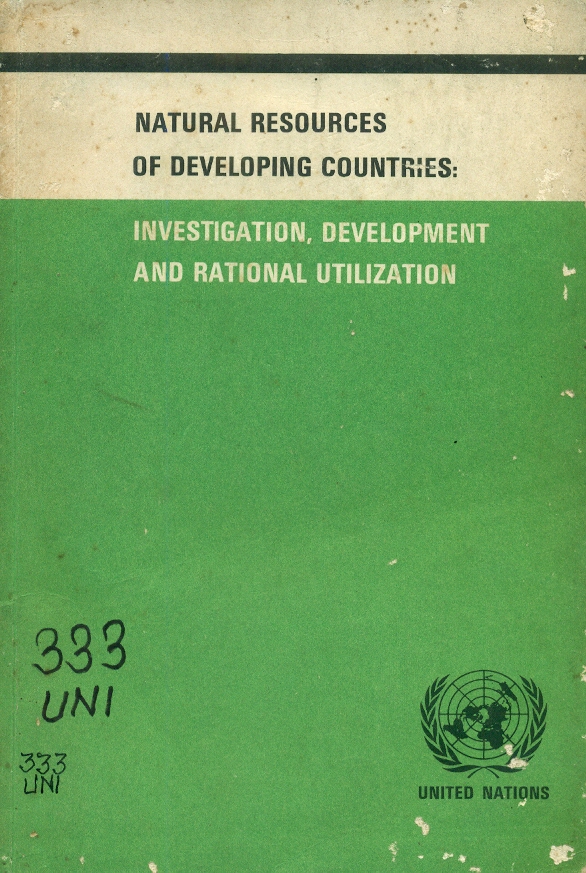 NATURAL RESOURCES
OF DEVELOPING COUNTRIES:
INVESTIGATION, DEVELOPMENT
AND RATIONAL UTILIZATION
333
UNI
333
UNI
UNITED NATIONS